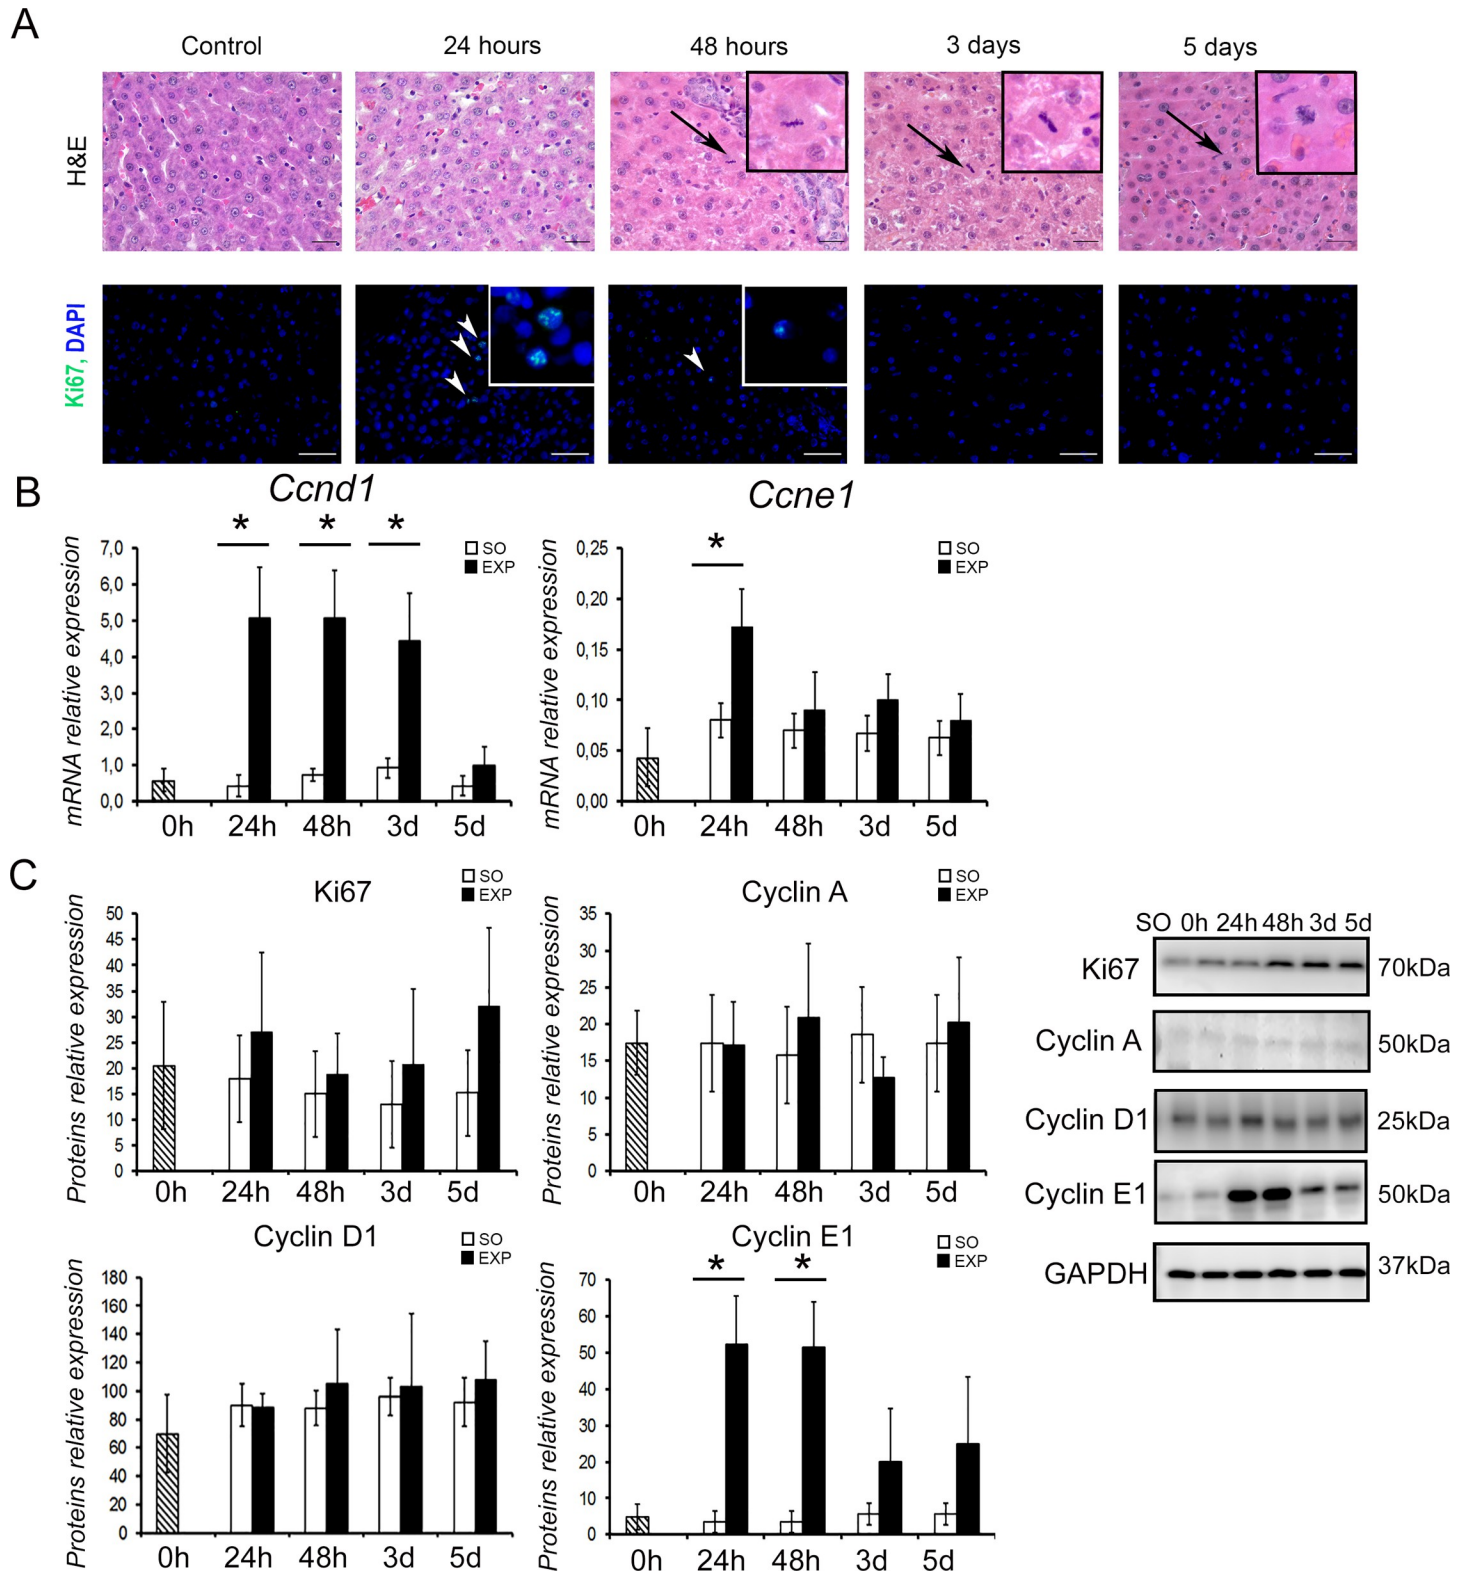 A
Control 24 hours 48 hours 3 days 5 days
H&E
Ki67, DAPI
B
Ccnd1
* * *
SO
EXP
mRNA relative expression
7,0
6,0
5,0
4,0
3,0
2,0
1,0
0,0
0h 24h 48h 3d 5d
Ccne1
*
SO
EXP
mRNA relative expression
0,25
0,20
0,15
0,10
0,05
0,00
0h 24h 48h 3d 5d
C
Ki67
SO
EXP
Proteins relative expression
50
45
40
35
30
25
20
15
10
5
0
0h 24h 48h 3d 5d
Cyclin A
SO
EXP
Proteins relative expression
35
30
25
20
15
10
5
0
0h 24h 48h 3d 5d
Cyclin D1
SO
EXP
Proteins relative expression
180
160
140
120
100
80
60
40
20
0
0h 24h 48h 3d 5d
Cyclin E1
* *
SO
EXP
Proteins relative expression
70
60
50
40
30
20
10
0
0h 24h 48h 3d 5d
SO 0h 24h 48h 3d 5d
Ki67 70kDa
Cyclin A 50kDa
Cyclin D1 25kDa
Cyclin E1 50kDa
GAPDH 37kDa